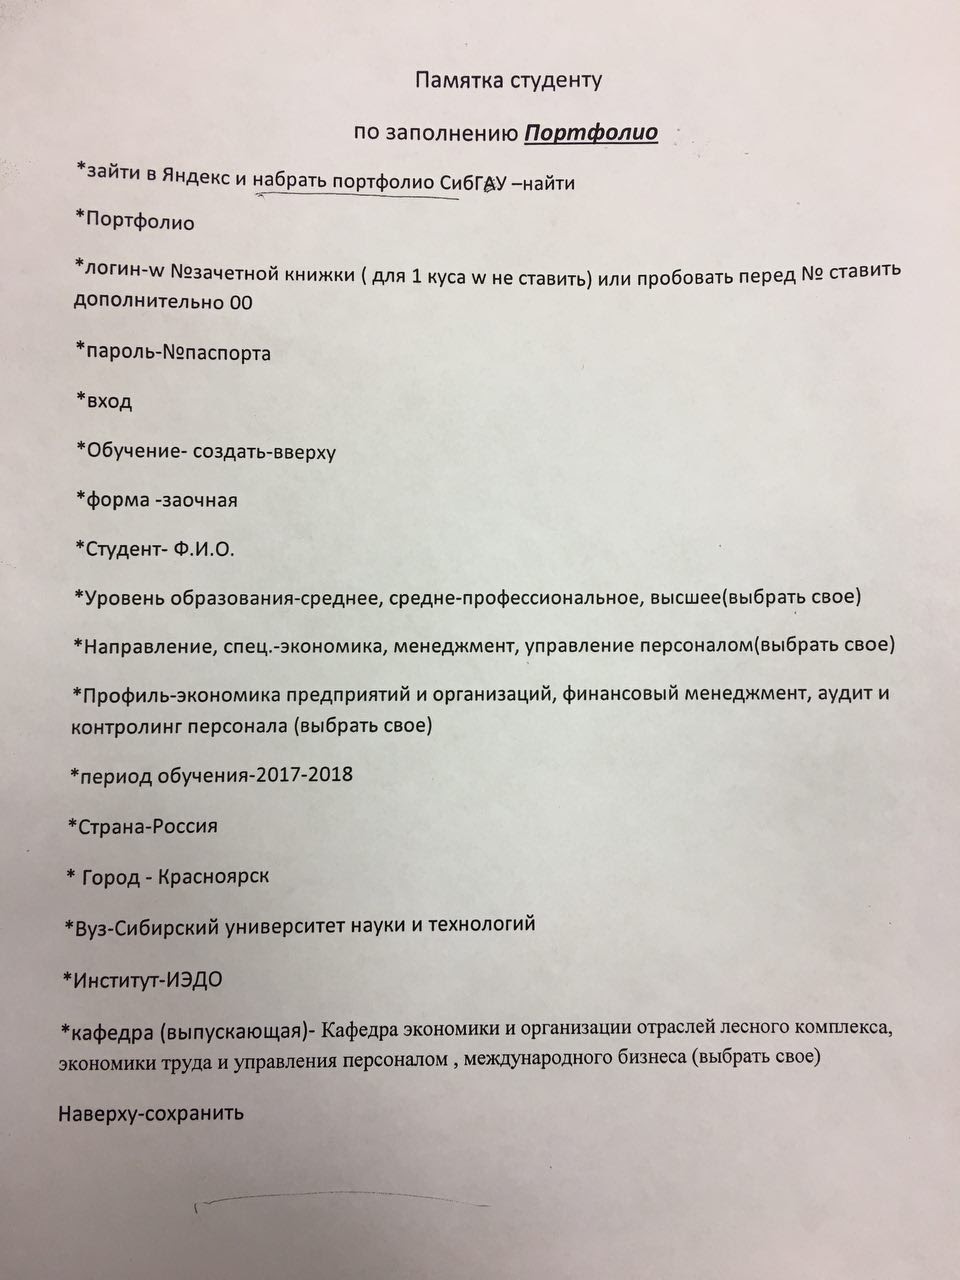 Памятка студенту
по заполнению Портфолио
*зайти в Яндекс и набрать портфолио СибГАУ –найти
*Портфолио
*логин-w №зачетной книжки ( для 1 куса w не ставить) или пробовать перед № ставить
дополнительно 00
*пароль-№паспорта
*вход
*Обучение- создать-вверху
*форма -заочная
*Студент- Ф.И.О.
*Уровень образования-среднее, средне-профессиональное, высшее(выбрать свое)
*Направление, спец.-экономика, менеджмент, управление персоналом(выбрать свое)
*Профиль-экономика предприятий и организаций, финансовый менеджмент, аудит и
контролинг персонала (выбрать свое)
*период обучения-2017-2018
*Страна-Россия
* Город - Красноярск
*Вуз-Сибирский университет науки и технологий
*Институт-ИЭДО
*кафедра (выпускающая)- Кафедра экономики и организации отраслей лесного комплекса,
экономики труда и управления персоналом , международного бизнеса (выбрать свое)
Наверху-сохранить